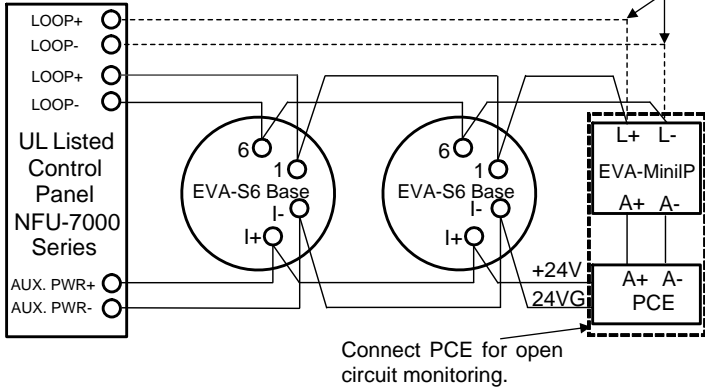 LOOP+
LOOP-
LOOP+
LOOP-
UL Listed
Control
Panel
NFU-7000
Series
AUX. PWR+
AUX. PWR-
6
1
EVA-S6 Base
I-
I+
6
1
EVA-S6 Base
I-
I+
L+ L-
EVA-MiniIP
A+ A-
+24V
24VG
A+ A-
PCE
Connect PCE for open
circuit monitoring.